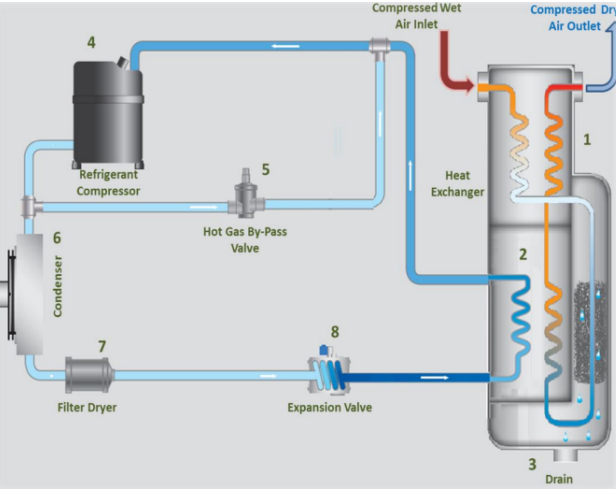 Compressed Wet
Air Inlet
Compressed Dry
Air Outlet
4
5
1
Refrigerant
Compressor
Heat
Exchanger
Hot Gas By-Pass
Valve
6
Condenser
2
7
8
Filter Dryer
Expansion Valve
3
Drain